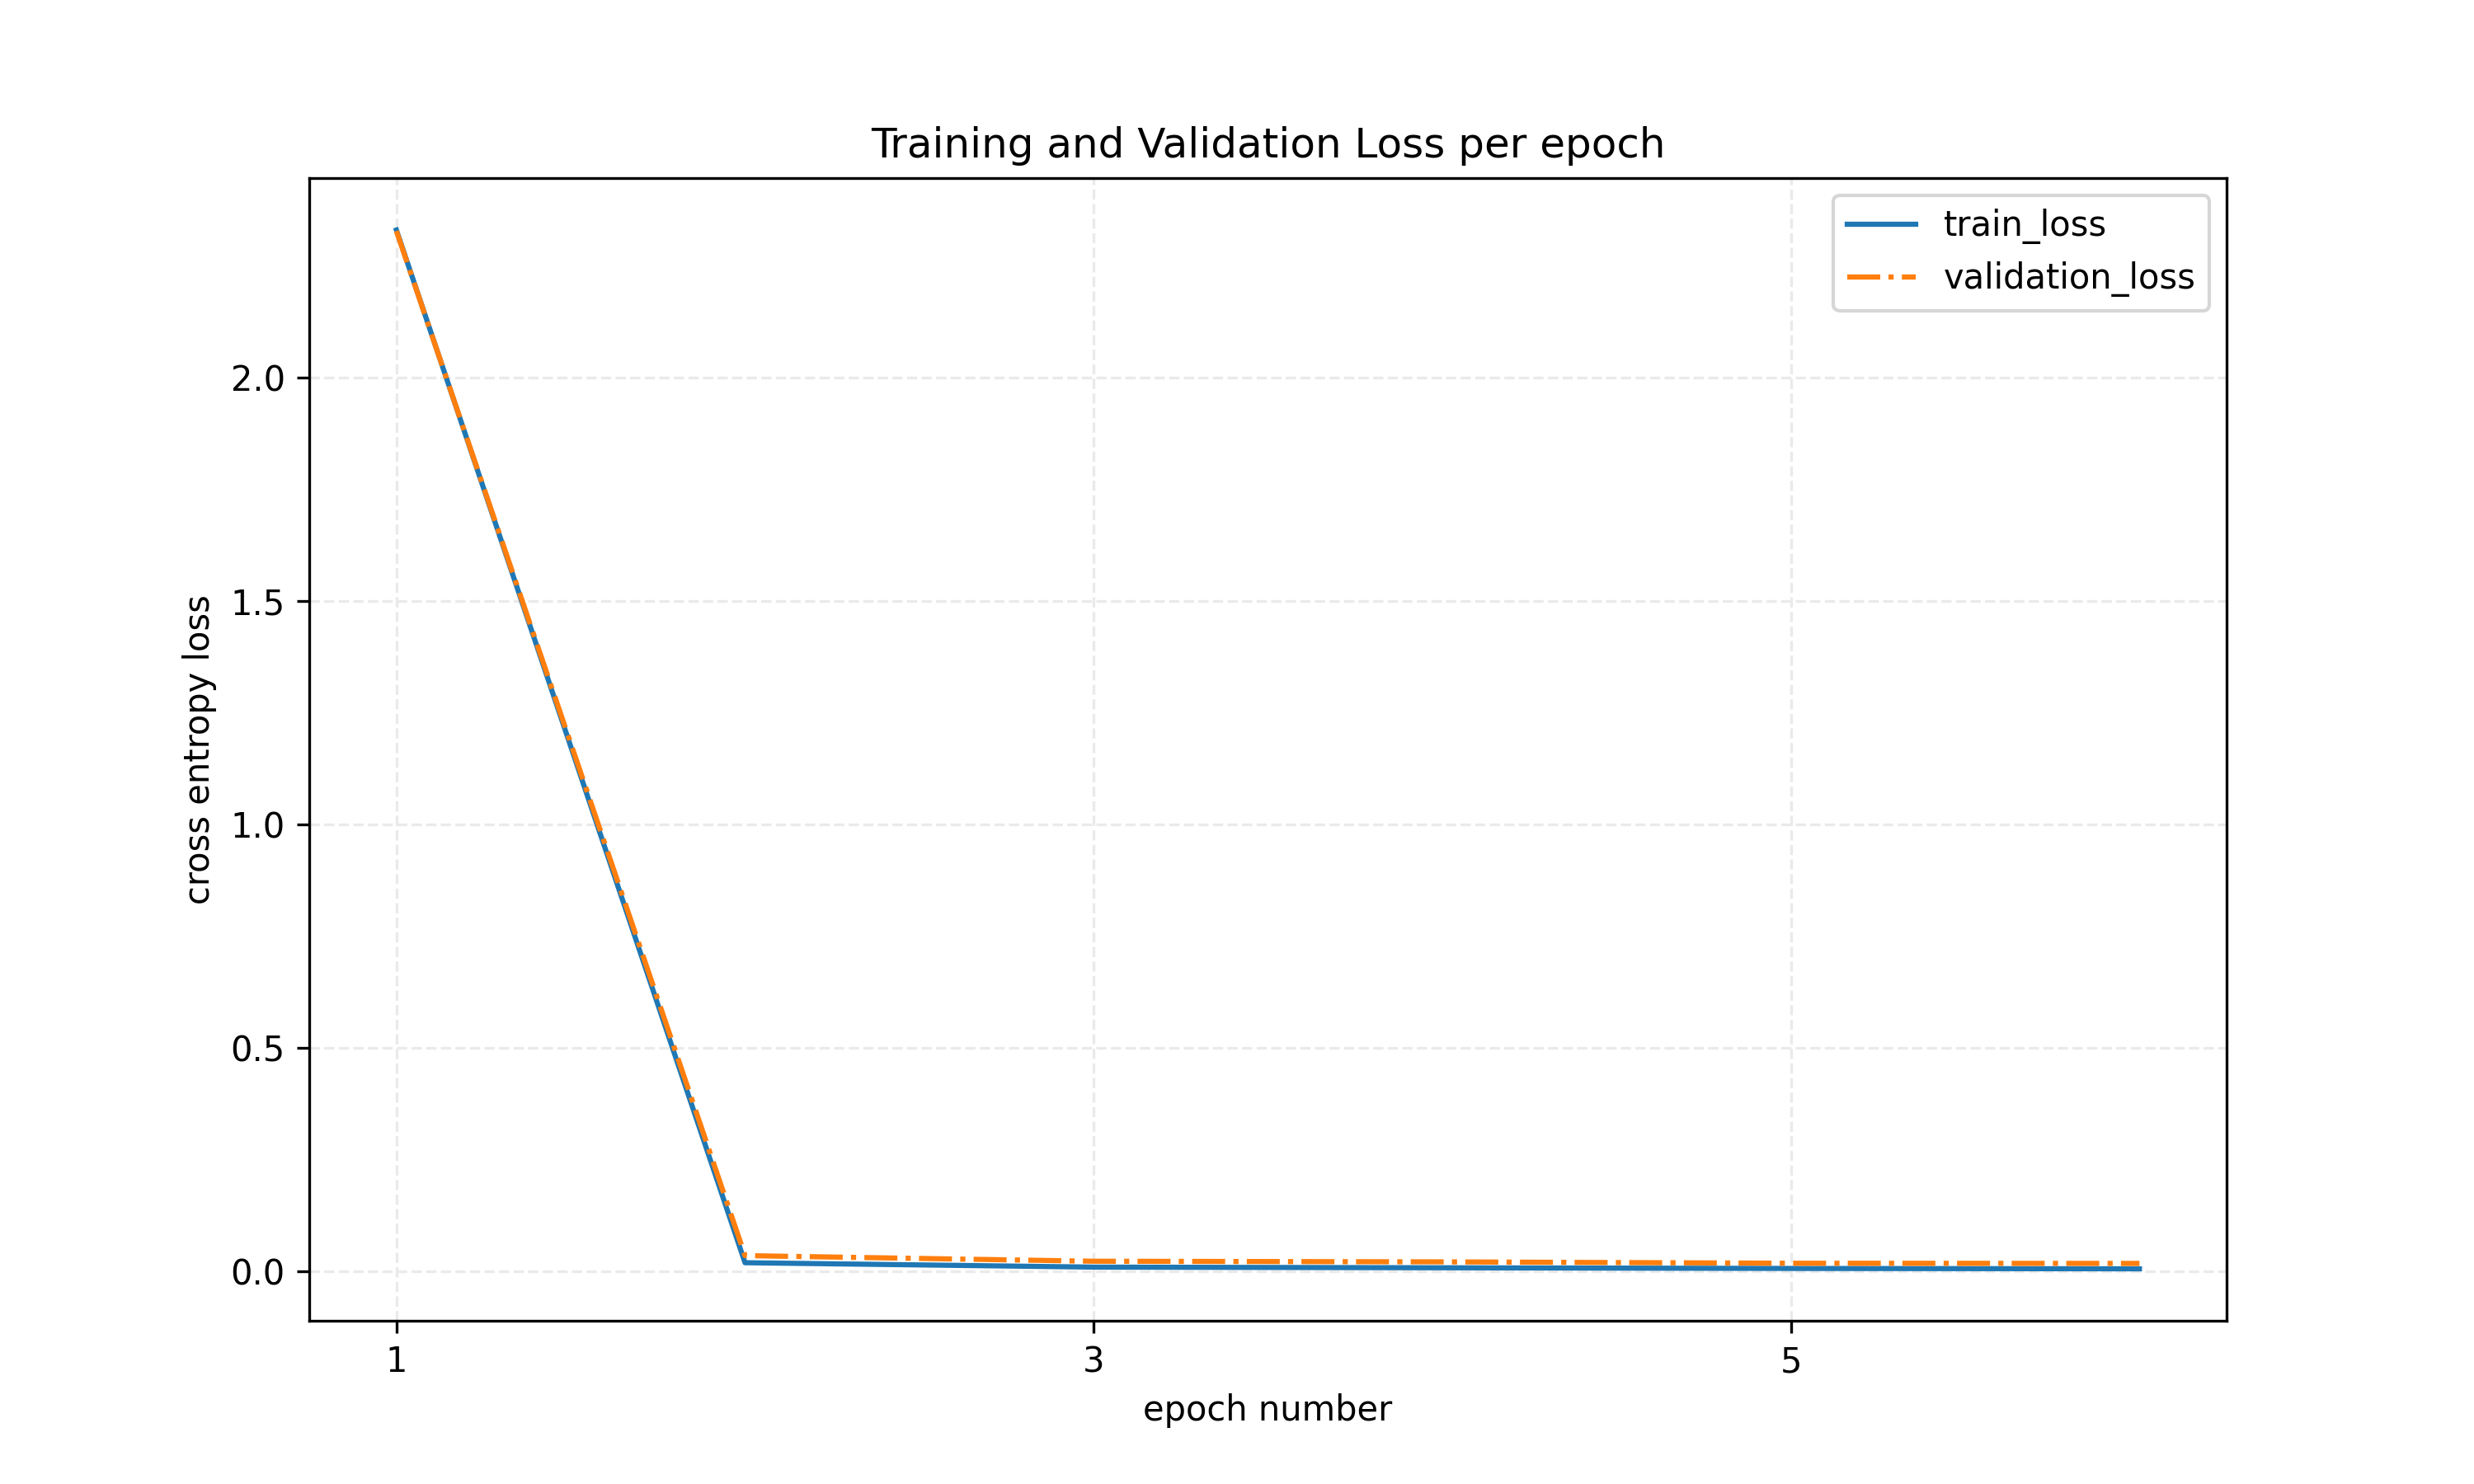 Training and Validation Loss per epoch
train_loss
validation_loss
cross entropy loss
2.0
1.5
1.0
0.5
0.0
1 3 5
epoch number